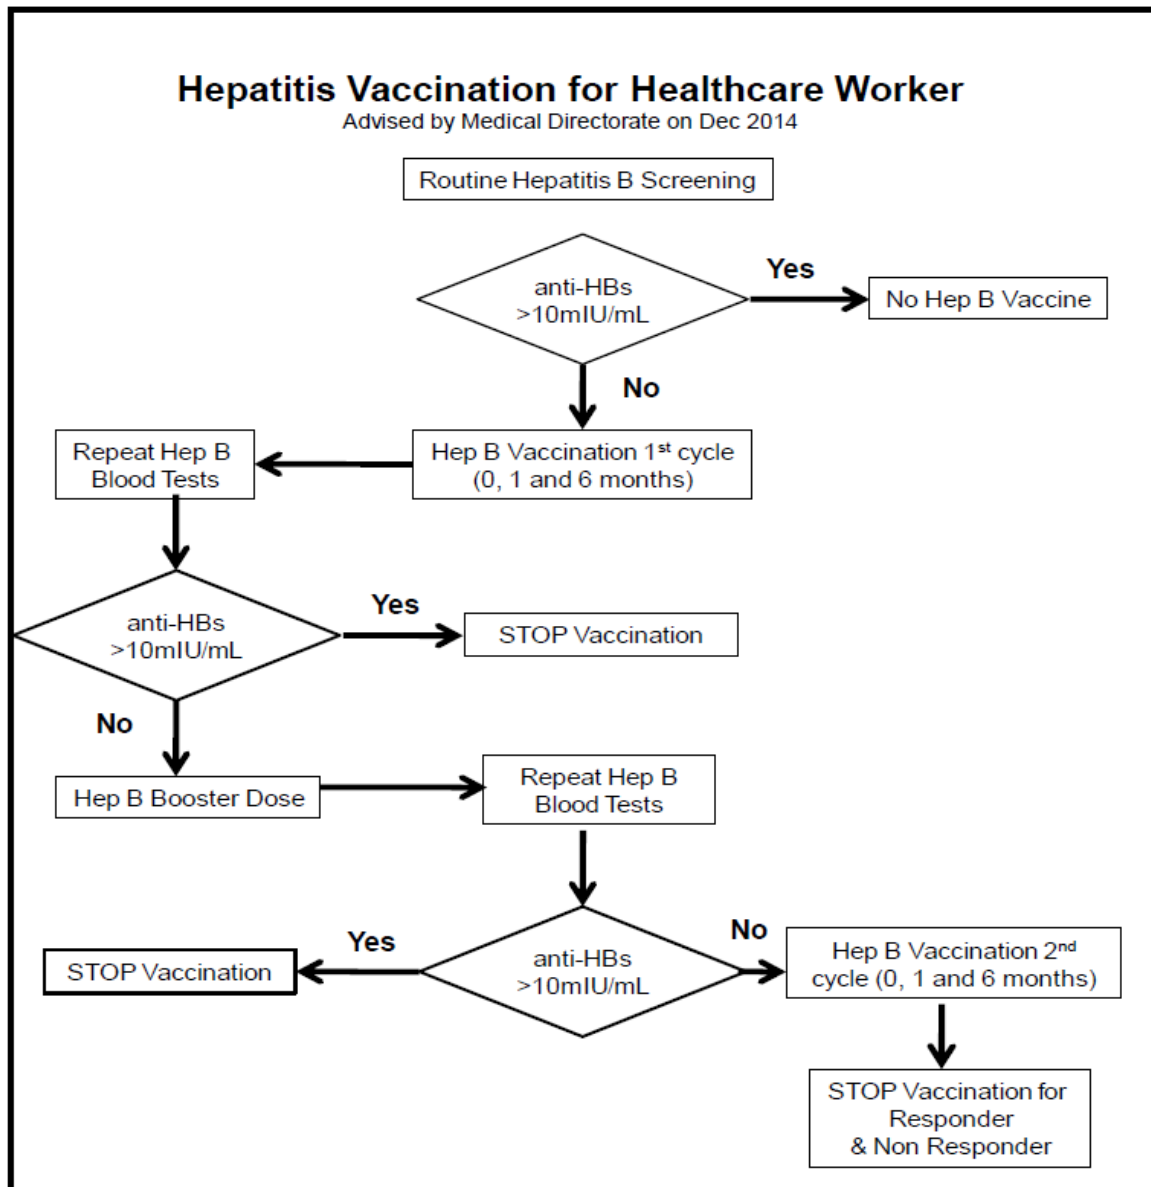 Hepatitis Vaccination for Healthcare Worker
Advised by Medical Directorate on Dec 2014
Routine Hepatitis B Screening
anti-HBs
>10mIU/mL
Yes
No Hep B Vaccine
No
Hep B Vaccination 1st cycle
(0, 1 and 6 months)
Repeat Hep B
Blood Tests
anti-HBs
>10mIU/mL
Yes
STOP Vaccination
No
Hep B Booster Dose
Repeat Hep B
Blood Tests
anti-HBs
>10mIU/mL
Yes
STOP Vaccination
No
Hep B Vaccination 2nd
cycle (0, 1 and 6 months)
STOP Vaccination for
Responder
& Non Responder